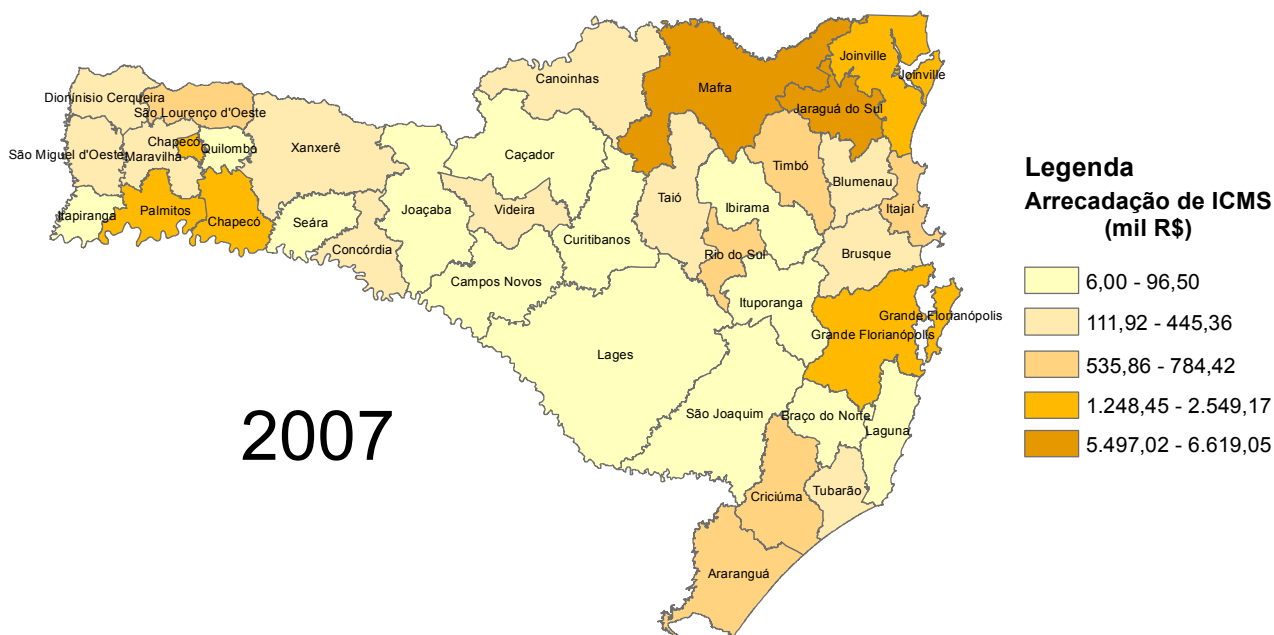 Joinville
Joinville
Canoinhas
Mafra
Dionínisio Cerqueira
São Lourenço d'Oeste
Jaraguá do Sul
Chapecó
Quilombo
Xanxerê
São Miguel d'Oeste
Maravilha
Caçador
Timbó
Blumenau
Taió
Ibirama
Itapiranga
Palmitos
Chapecó
Seára
Joaçaba
Videira
Itajaí
Curitibanos
Concórdia
Rio do Sul
Brusque
Campos Novos
Ituporanga
Grande Florianópolis
Grande Florianópolis
Lages
São Joaquim
Braço do Norte
Laguna
Criciúma
Tubarão
Araranguá
2007
Legenda
Arrecadação de ICMS
(mil R$)
6,00 - 96,50
111,92 - 445,36
535,86 - 784,42
1.248,45 - 2.549,17
5.497,02 - 6.619,05